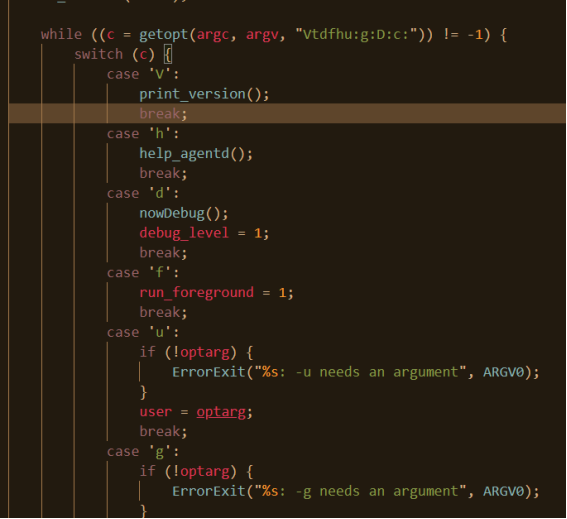 while ((c = getopt(argc, argv, "Vtdfhu:g:D:c:")) != -1) {
switch (c) {
case 'V':
print_version();
break;
case 'h':
help_agentd();
break;
case 'd':
nowDebug();
debug_level = 1;
break;
case 'f':
run_foreground = 1;
break;
case 'u':
if (!optarg) {
ErrorExit("%s: -u needs an argument", ARGV0);
}
user = optarg;
break;
case 'g':
if (!optarg) {
ErrorExit("%s: -g needs an argument", ARGV0);
}